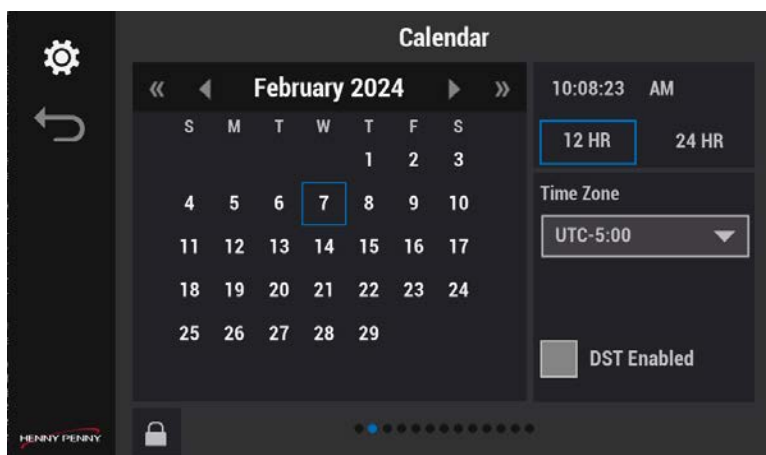 Calendar
« February 2024 »
S M T W T F S
1 2 3
4 5 6 7 8 9 10
11 12 13 14 15 16 17
18 19 20 21 22 23 24
25 26 27 28 29
10:08:23 AM
12 HR 24 HR
Time Zone
UTC-5:00
DST Enabled
HENNY PENNY